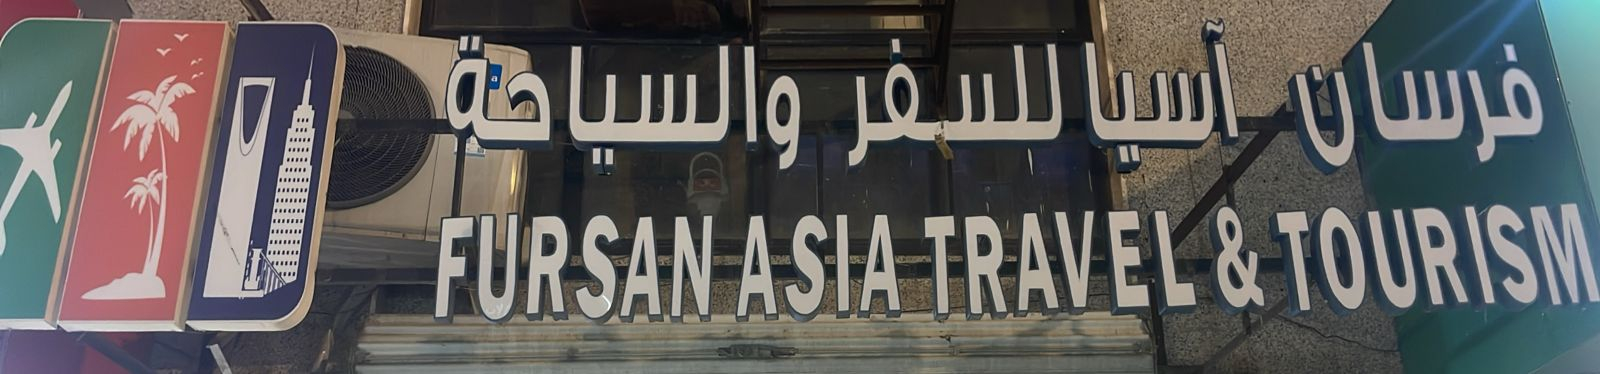 فرسان آسيا للسفر والسياحة
FURSAN ASIA TRAVEL & TOURISM